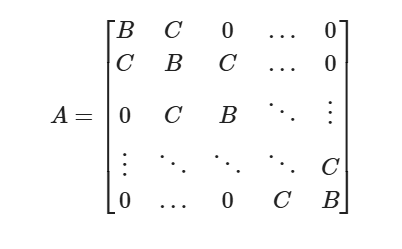 B C 0 … 0
C B C … 0
A = 0 C B ⋱ ⋮
⋮ ⋱ ⋱ ⋱ C
0 … 0 C B